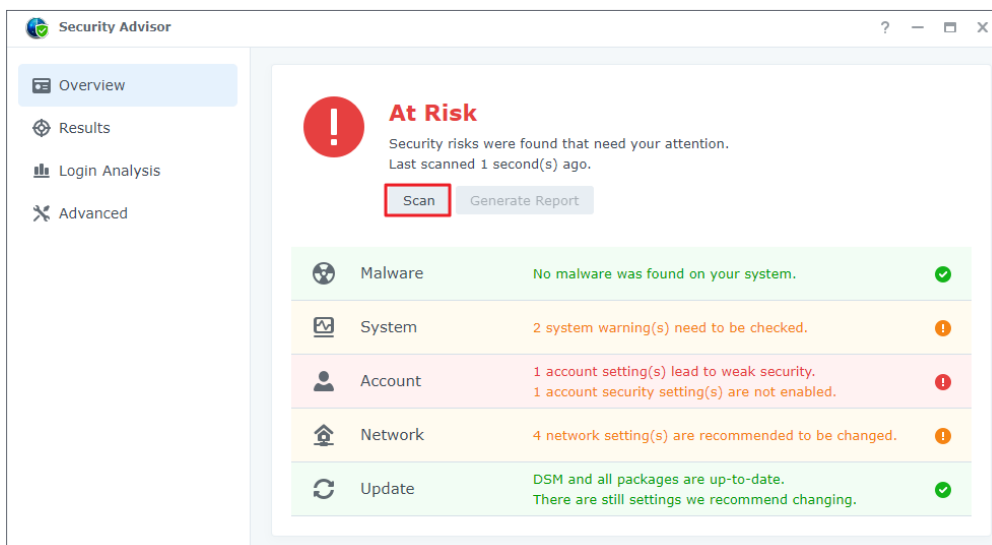 Security Advisor
Overview
Results
Login Analysis
Advanced
At Risk
Security risks were found that need your attention.
Last scanned 1 second(s) ago.
Scan
Generate Report
Malware
No malware was found on your system.
System
2 system warning(s) need to be checked.
Account
1 account setting(s) lead to weak security.
1 account security setting(s) are not enabled.
Network
4 network setting(s) are recommended to be changed.
Update
DSM and all packages are up-to-date.
There are still settings we recommend changing.